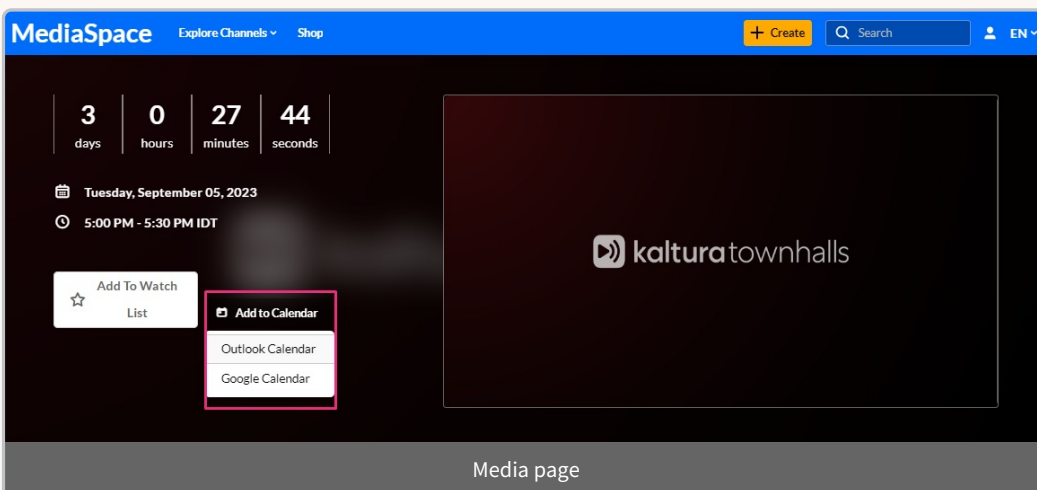 MediaSpace Explore Channels Shop + Create Search EN
3 0 27 44
days hours minutes seconds
Tuesday, September 05, 2023
5:00 PM - 5:30 PM IDT
kaltura townhalls
Add To Watch
List
Add to Calendar
Outlook Calendar
Google Calendar
Media page